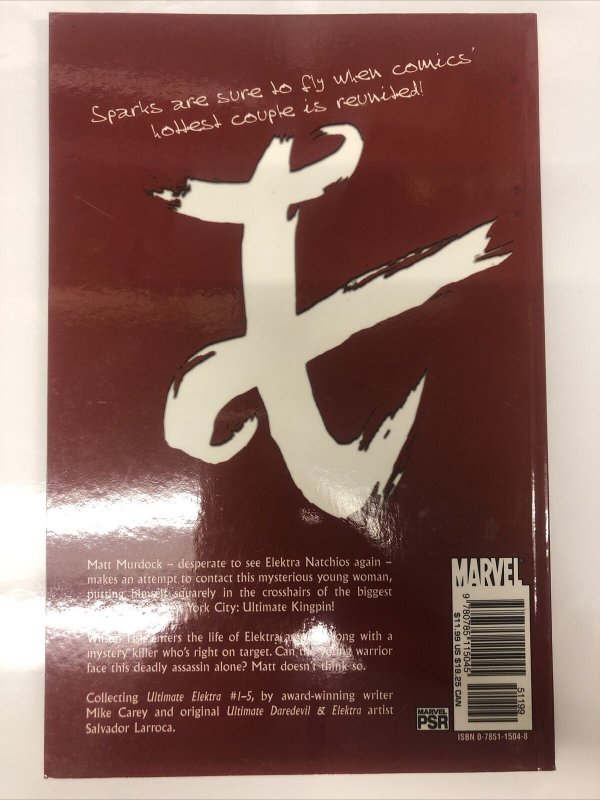 Sparks are sure to fly when comics'
hottest couple is reunited!
Matt Murdock – desperate to see Elektra Natchios again –
makes an attempt to contact this mysterious young woman,
putting himself squarely in the crosshairs of the biggest
York City: Ultimate Kingpin!
Wilson Fisk enters the life of Elektra along with a
mystery killer who's right on target. Can this young warrior
face this deadly assassin alone? Matt doesn't think so.
Collecting Ultimate Elektra #1–5, by award-winning writer
Mike Carey and original Ultimate Daredevil & Elektra artist
Salvador Larroca.
MARVEL
9 780785 115045
51199
$11.99 US $19.25 CAN
MARVEL
PSR
ISBN 0-7851-1504-8